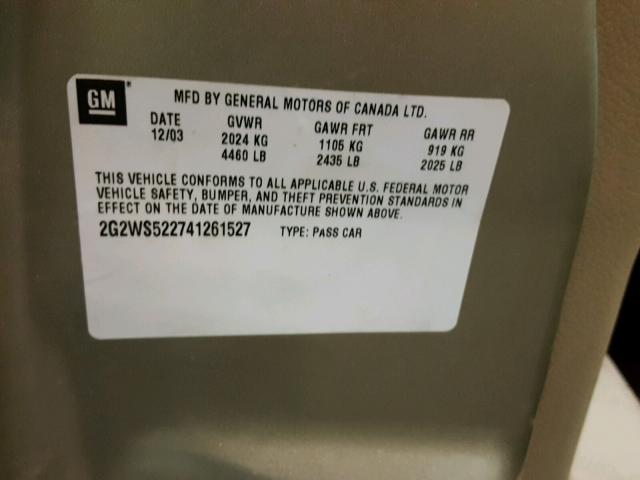 GM
MFD BY GENERAL MOTORS OF CANADA LTD.
DATE GVWR GAWR FRT GAWR RR
12/03 2024 KG 1105 KG 919 KG
4460 LB 2435 LB 2025 LB
THIS VEHICLE CONFORMS TO ALL APPLICABLE U.S. FEDERAL MOTOR
VEHICLE SAFETY, BUMPER, AND THEFT PREVENTION STANDARDS IN
EFFECT ON THE DATE OF MANUFACTURE SHOWN ABOVE.
2G2WS522741261527 TYPE: PASS CAR